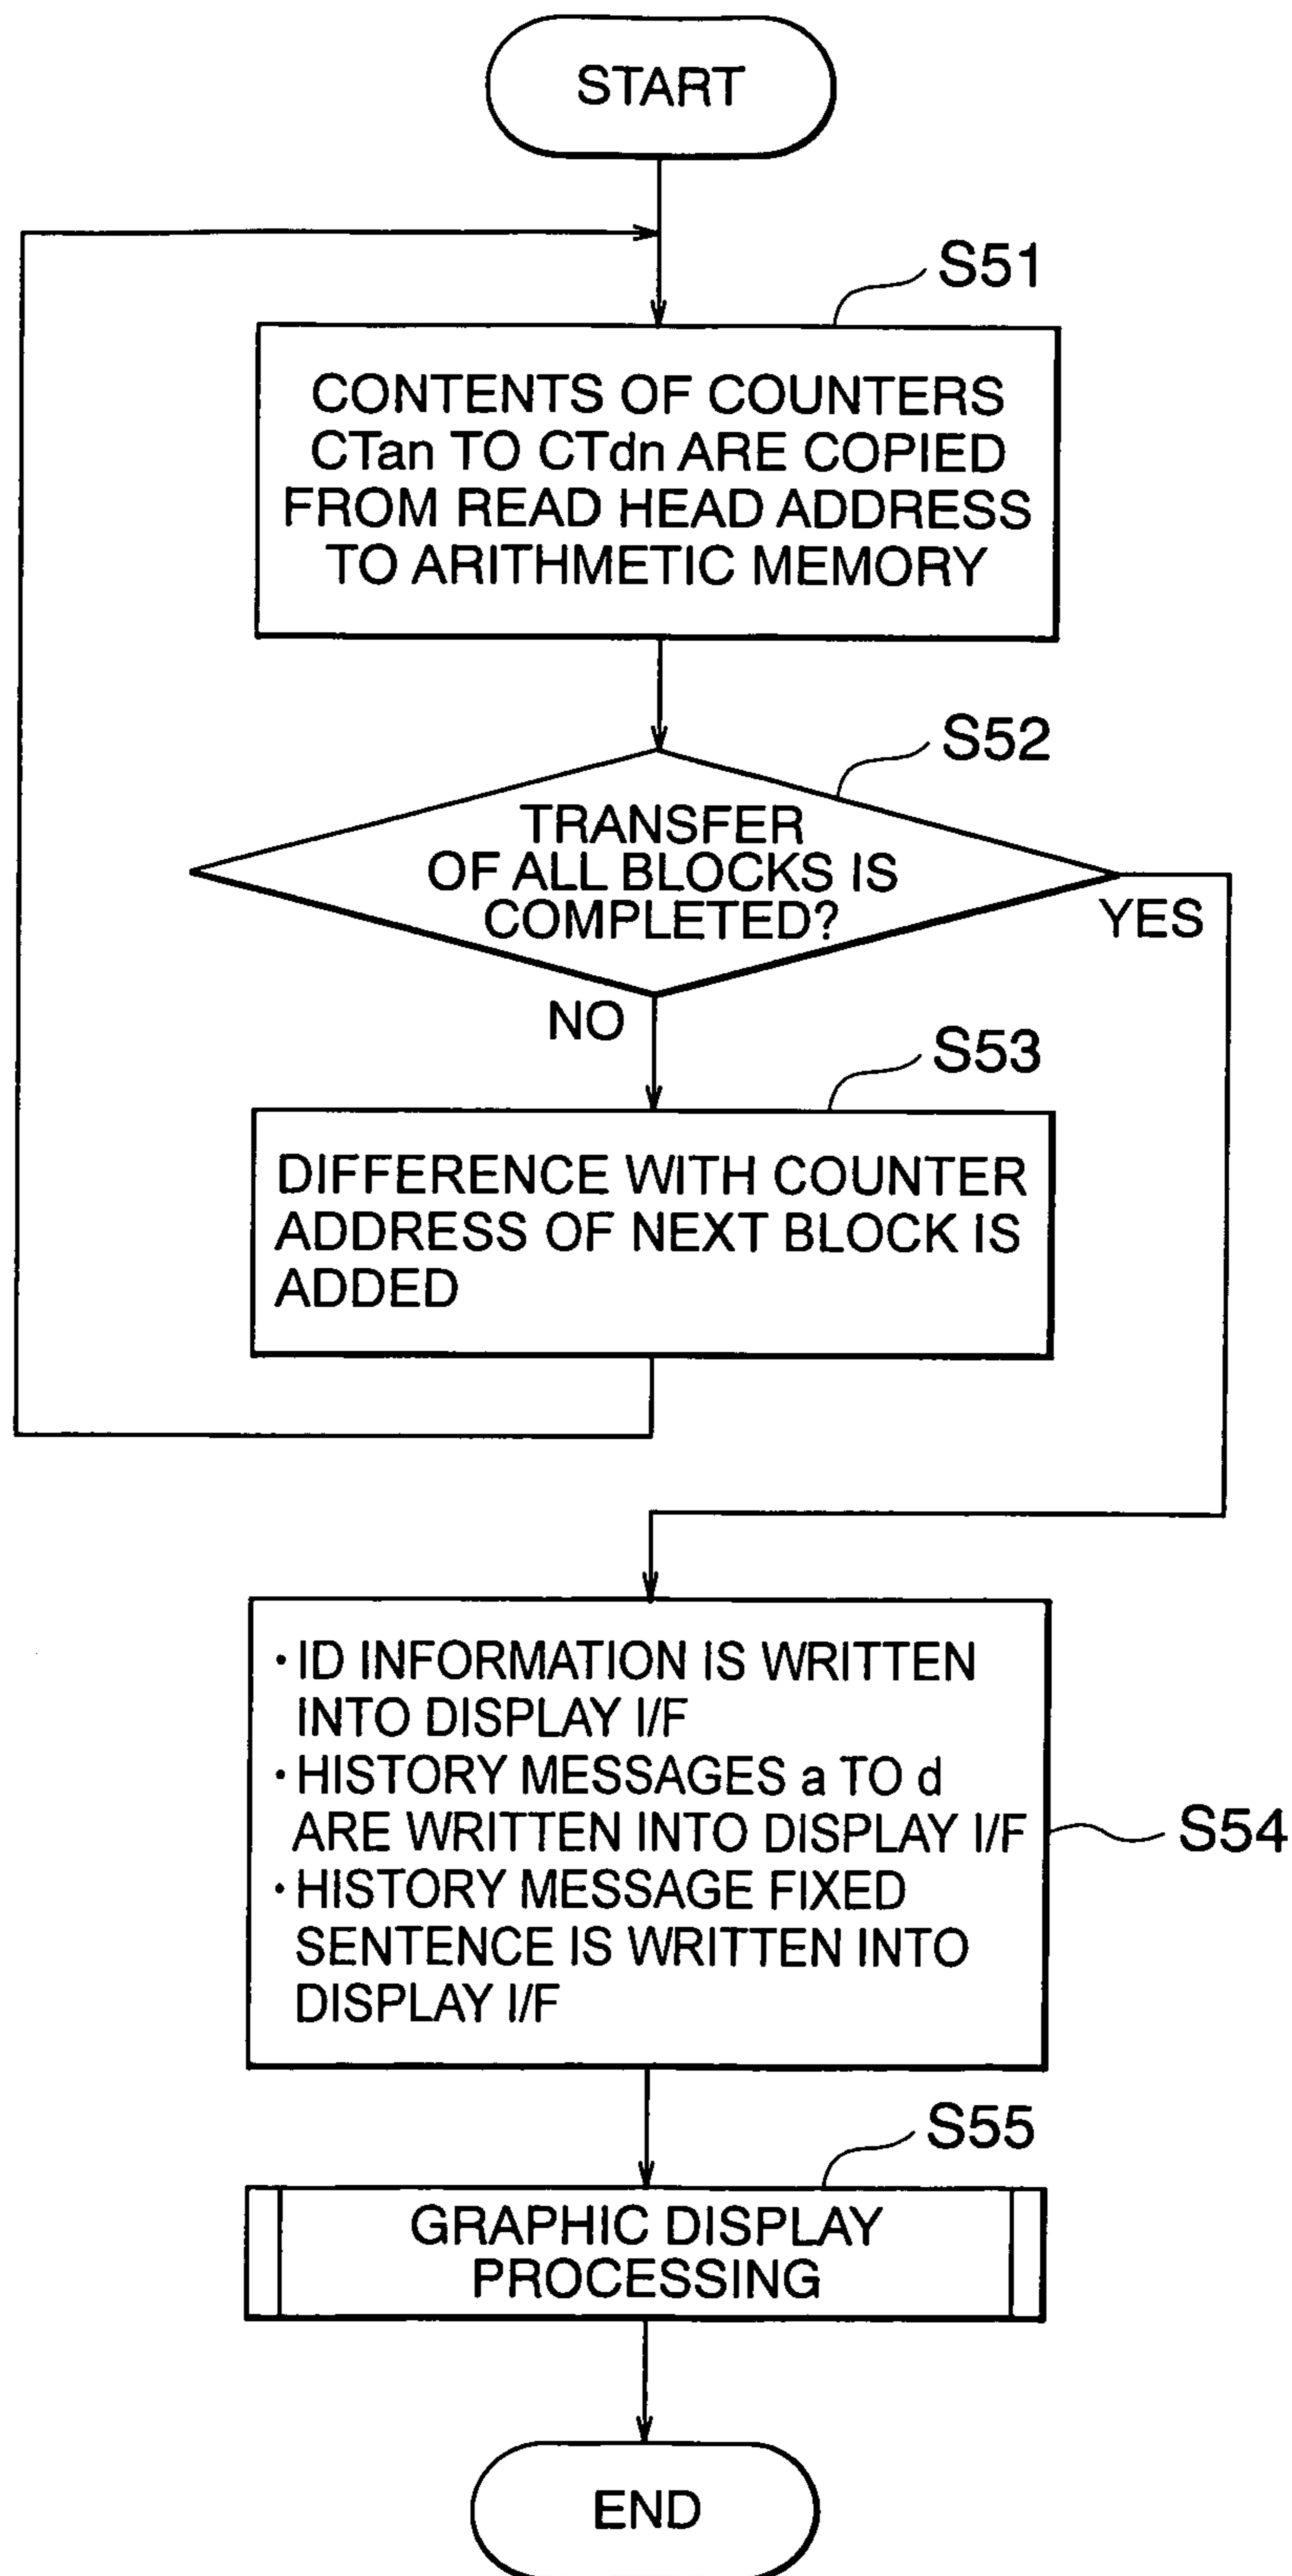 START
S51
CONTENTS OF COUNTERS
CTan TO CTdn ARE COPIED
FROM READ HEAD ADDRESS
TO ARITHMETIC MEMORY
S52
TRANSFER
OF ALL BLOCKS IS
COMPLETED?
YES
NO
S53
DIFFERENCE WITH COUNTER
ADDRESS OF NEXT BLOCK IS
ADDED
・ID INFORMATION IS WRITTEN
INTO DISPLAY I/F
・HISTORY MESSAGES a TO d
ARE WRITTEN INTO DISPLAY I/F
・HISTORY MESSAGE FIXED
SENTENCE IS WRITTEN INTO
DISPLAY I/F
S54
S55
GRAPHIC DISPLAY
PROCESSING
END